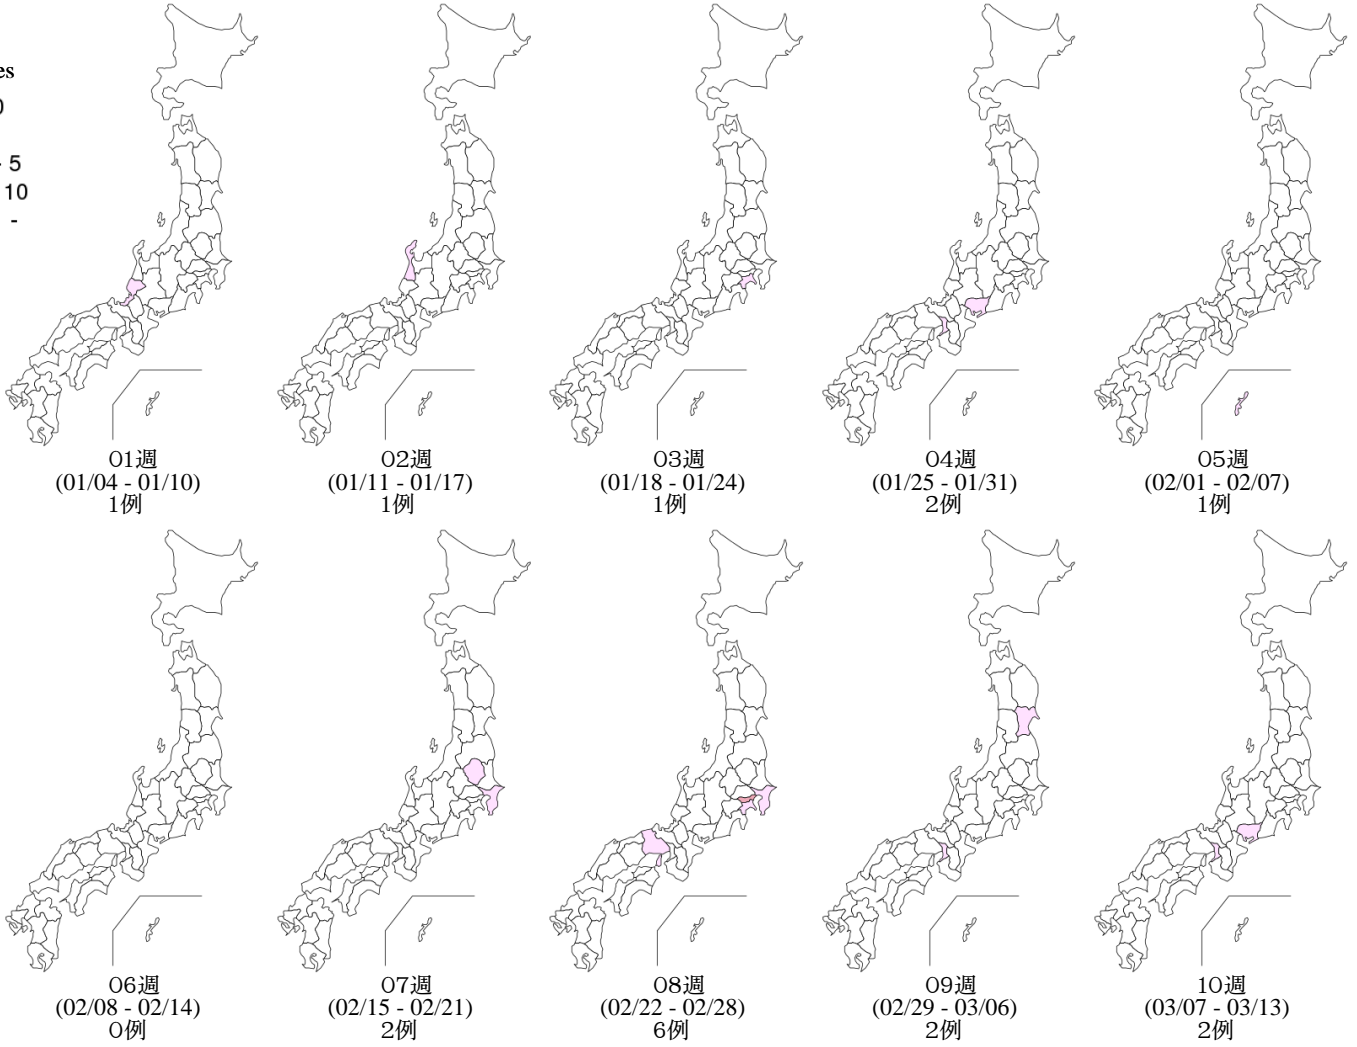 es
0
- 5
10
-
01週
(01/04 - 01/10)
1例
02週
(01/11 - 01/17)
1例
03週
(01/18 - 01/24)
1例
04週
(01/25 - 01/31)
2例
05週
(02/01 - 02/07)
1例
06週
(02/08 - 02/14)
0例
07週
(02/15 - 02/21)
2例
08週
(02/22 - 02/28)
6例
09週
(02/29 - 03/06)
2例
10週
(03/07 - 03/13)
2例